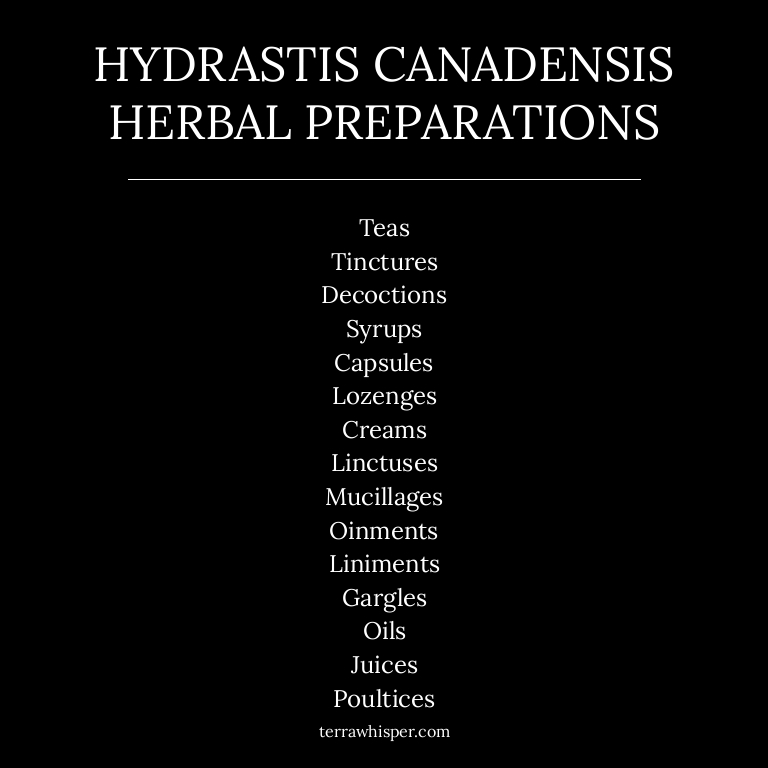 HYDRASTIS CANADENSIS
HERBAL PREPARATIONS
Teas
Tinctures
Decoctions
Syrups
Capsules
Lozenges
Creams
Linctuses
Mucillages
Oinments
Liniments
Gargles
Oils
Juices
Poultices
terrawhisper.com